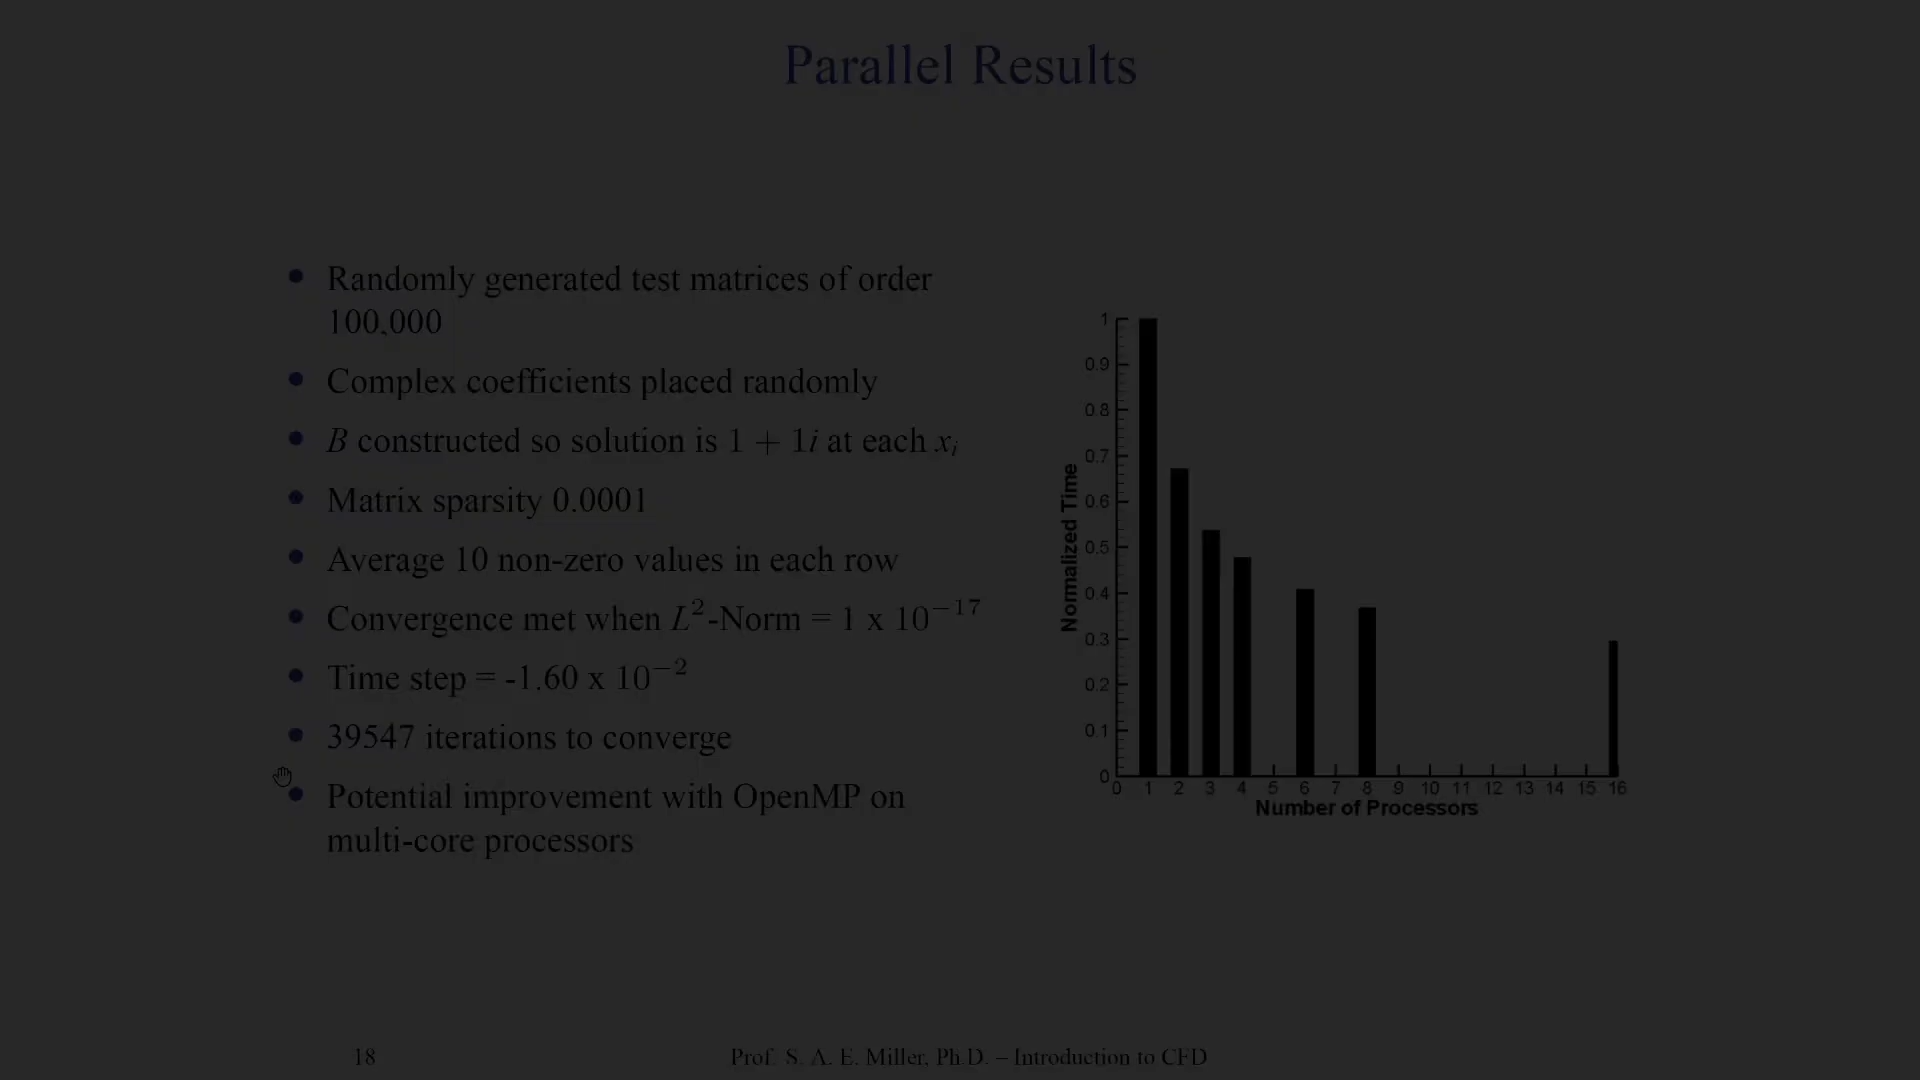 Parallel Results
• Randomly generated test matrices of order
100,000
• Complex coefficients placed randomly
• B constructed so solution is 1 + 1i at each xᵢ
• Matrix sparsity 0.0001
• Average 10 non-zero values in each row
• Convergence met when L²-Norm = 1 x 10⁻¹⁷
• Time step = -1.60 x 10⁻²
• 39547 iterations to converge
• Potential improvement with OpenMP on
multi-core processors
1
0.9
0.8
0.7
0.6
0.5
0.4
0.3
0.2
0.1
0
Normalized Time
0 1 2 3 4 5 6 7 8 9 10 11 12 13 14 15 16
Number of Processors
18
Prof. S. A. E. Miller, Ph.D. – Introduction to CFD